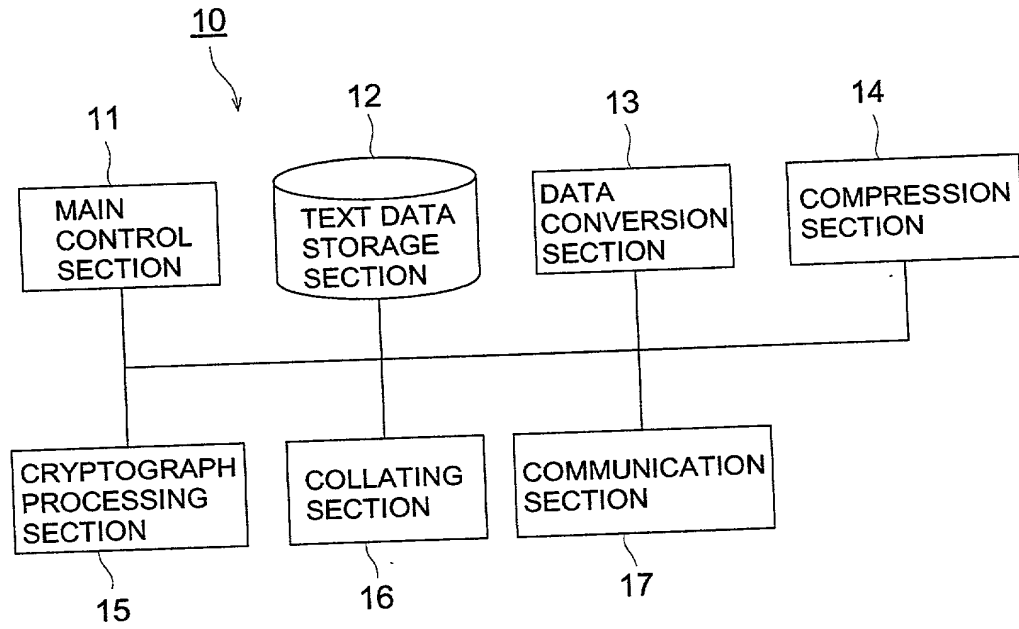 10
11
12
13
14
MAIN
CONTROL
SECTION
TEXT DATA
STORAGE
SECTION
DATA
CONVERSION
SECTION
COMPRESSION
SECTION
CRYPTOGRAPH
PROCESSING
SECTION
COLLATING
SECTION
COMMUNICATION
SECTION
15
16
17